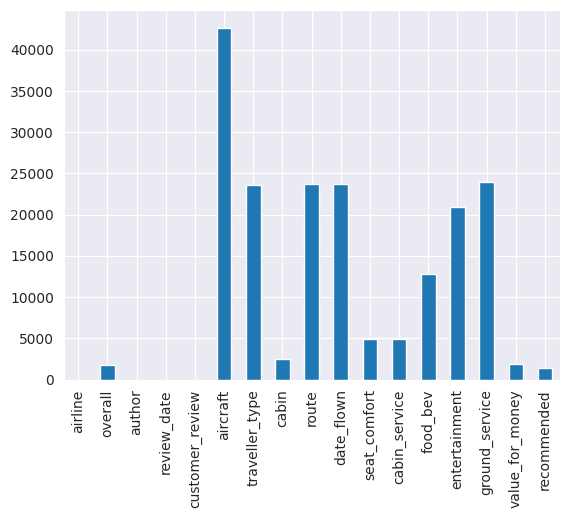 40000
35000
30000
25000
20000
15000
10000
5000
0
airline
overall
author
review_date
customer_review
aircraft
traveller_type
cabin
route
date_flown
seat_comfort
cabin_service
food_bev
entertainment
ground_service
value_for_money
recommended